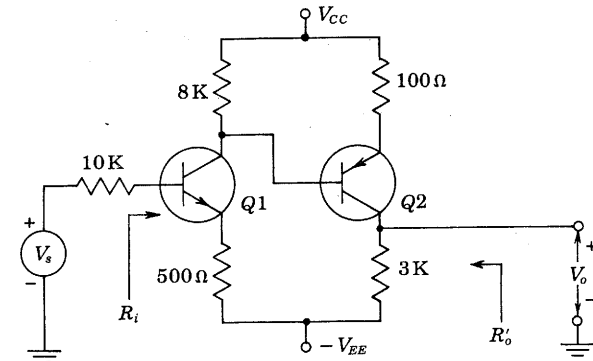 V_CC
8K
100Ω
10K
Q1
Q2
+
V_s
−
500Ω
3K
+
V_o
−
R_i
R'_o
−V_EE